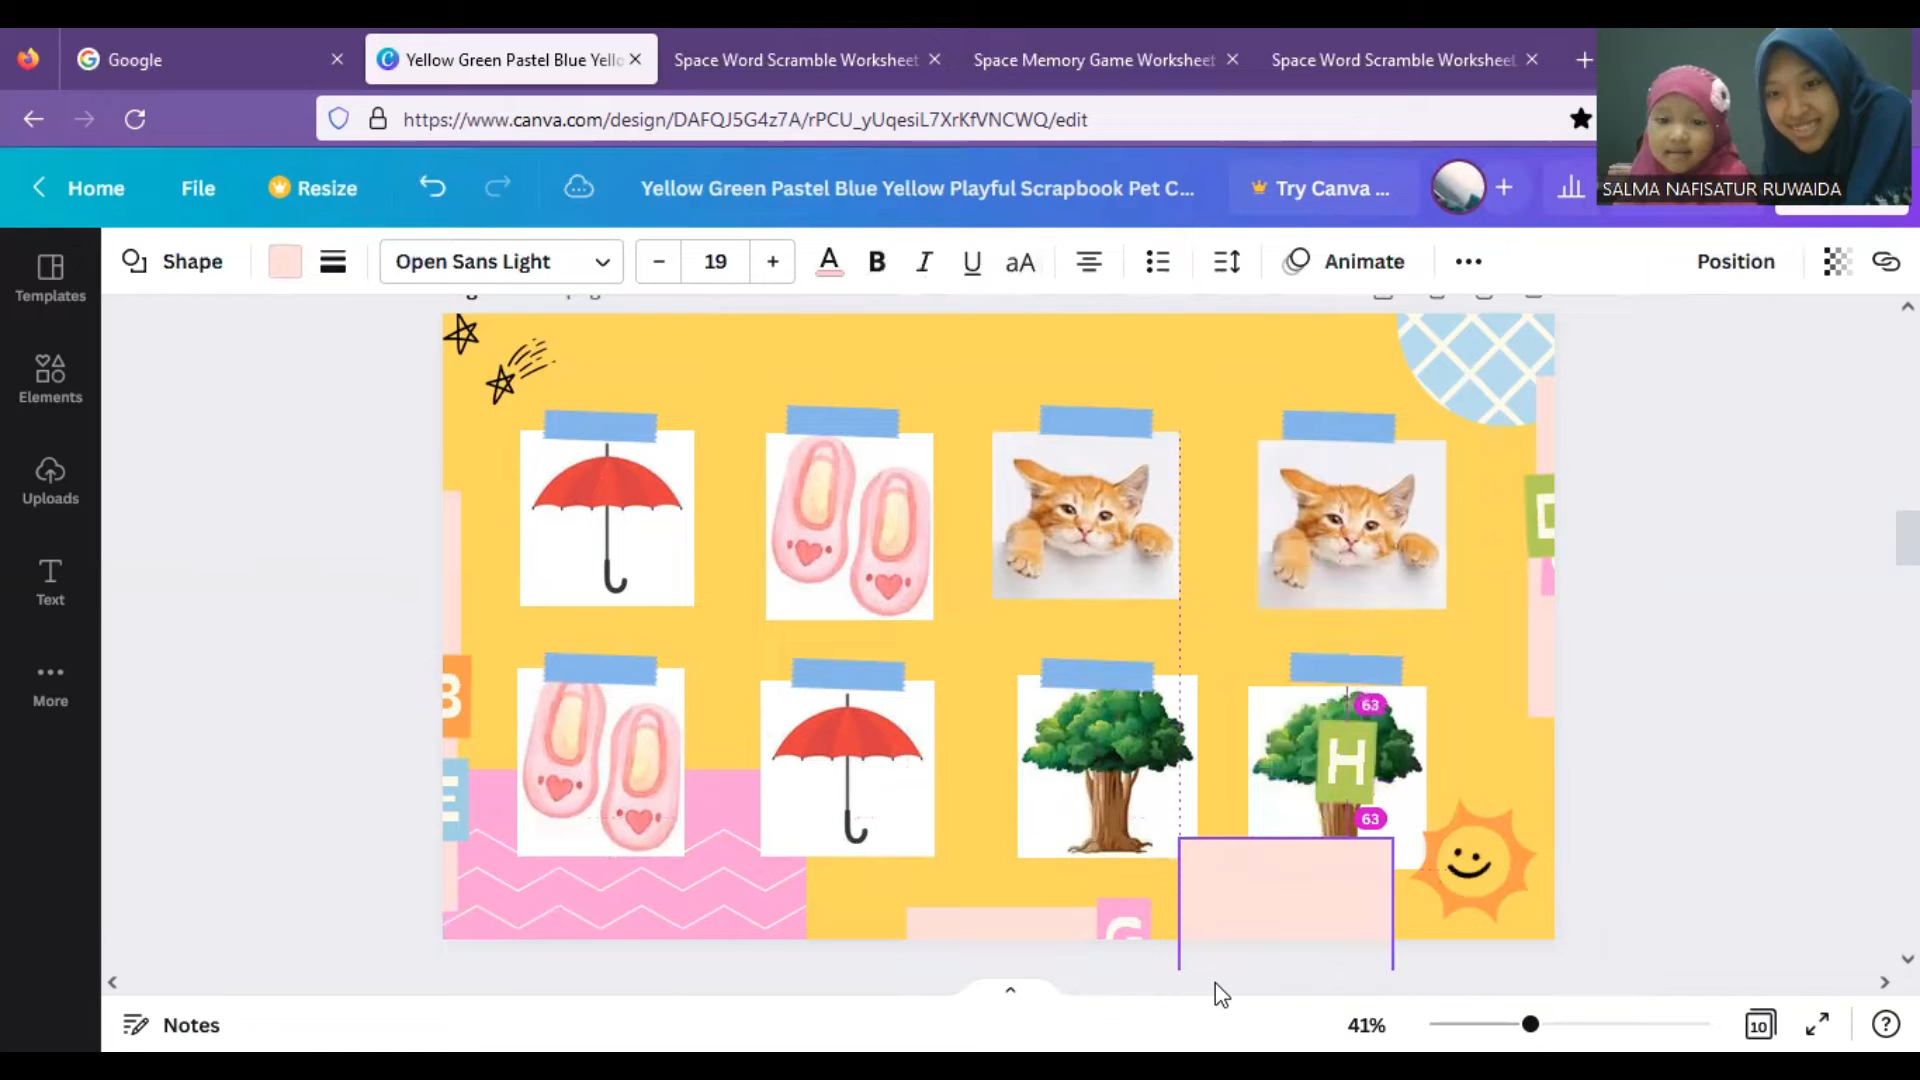 Google
Yellow Green Pastel Blue Yello
Space Word Scramble Worksheet
Space Memory Game Worksheet
Space Word Scramble Worksheet
https://www.canva.com/design/DAFQJ5G4z7A/rPCU_yUqesiL7XrKfVNCWQ/edit
Home
File
Resize
Yellow Green Pastel Blue Yellow Playful Scrapbook Pet C...
Try Canva ...
SALMA NAFISATUR RUWAIDA
Shape
Open Sans Light
19
A
B
I
U
aA
Animate
Position
Templates
Elements
Uploads
Text
More
B
63
H
E
63
G
Notes
41%
10